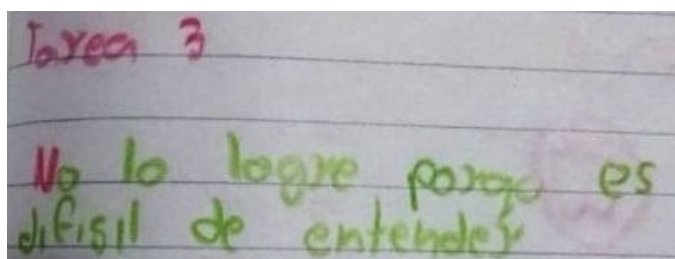 Tarea 3
No lo logre porqe es
difisil de entender